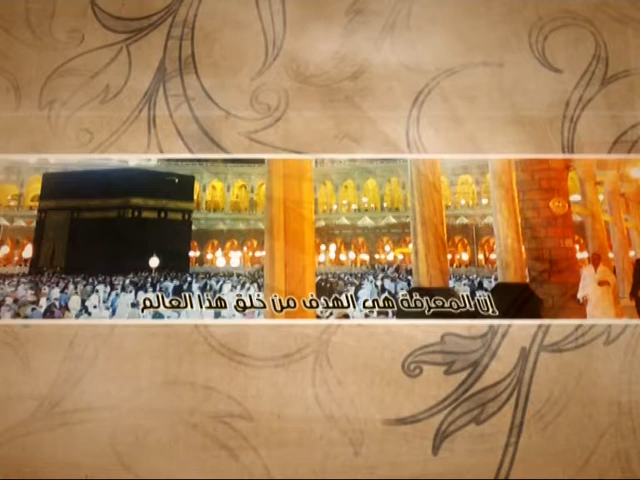 إن المعرفة هي الهدف من خلق هذا العالم